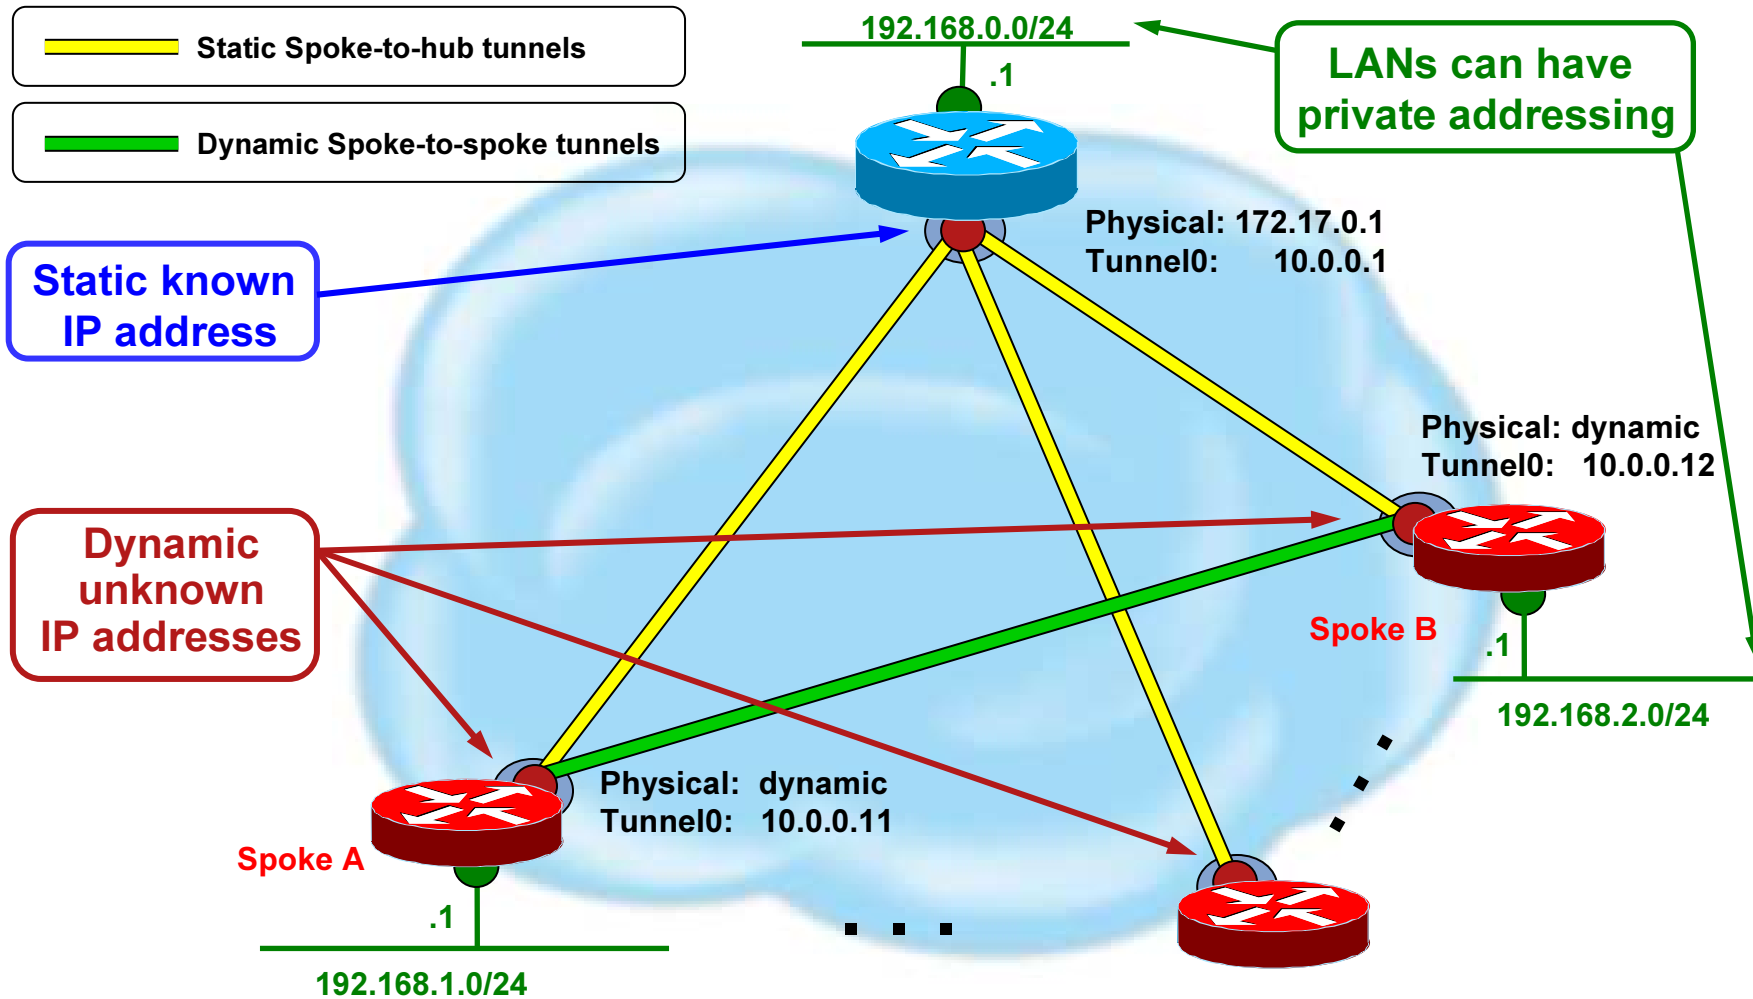 Static Spoke-to-hub tunnels
Dynamic Spoke-to-spoke tunnels
192.168.0.0/24
.1
LANs can have
private addressing
Physical: 172.17.0.1
Tunnel0: 10.0.0.1
Static known
IP address
Physical: dynamic
Tunnel0: 10.0.0.12
Dynamic
unknown
IP addresses
Spoke B
.1
192.168.2.0/24
Physical: dynamic
Tunnel0: 10.0.0.11
Spoke A
.1
. . .
192.168.1.0/24